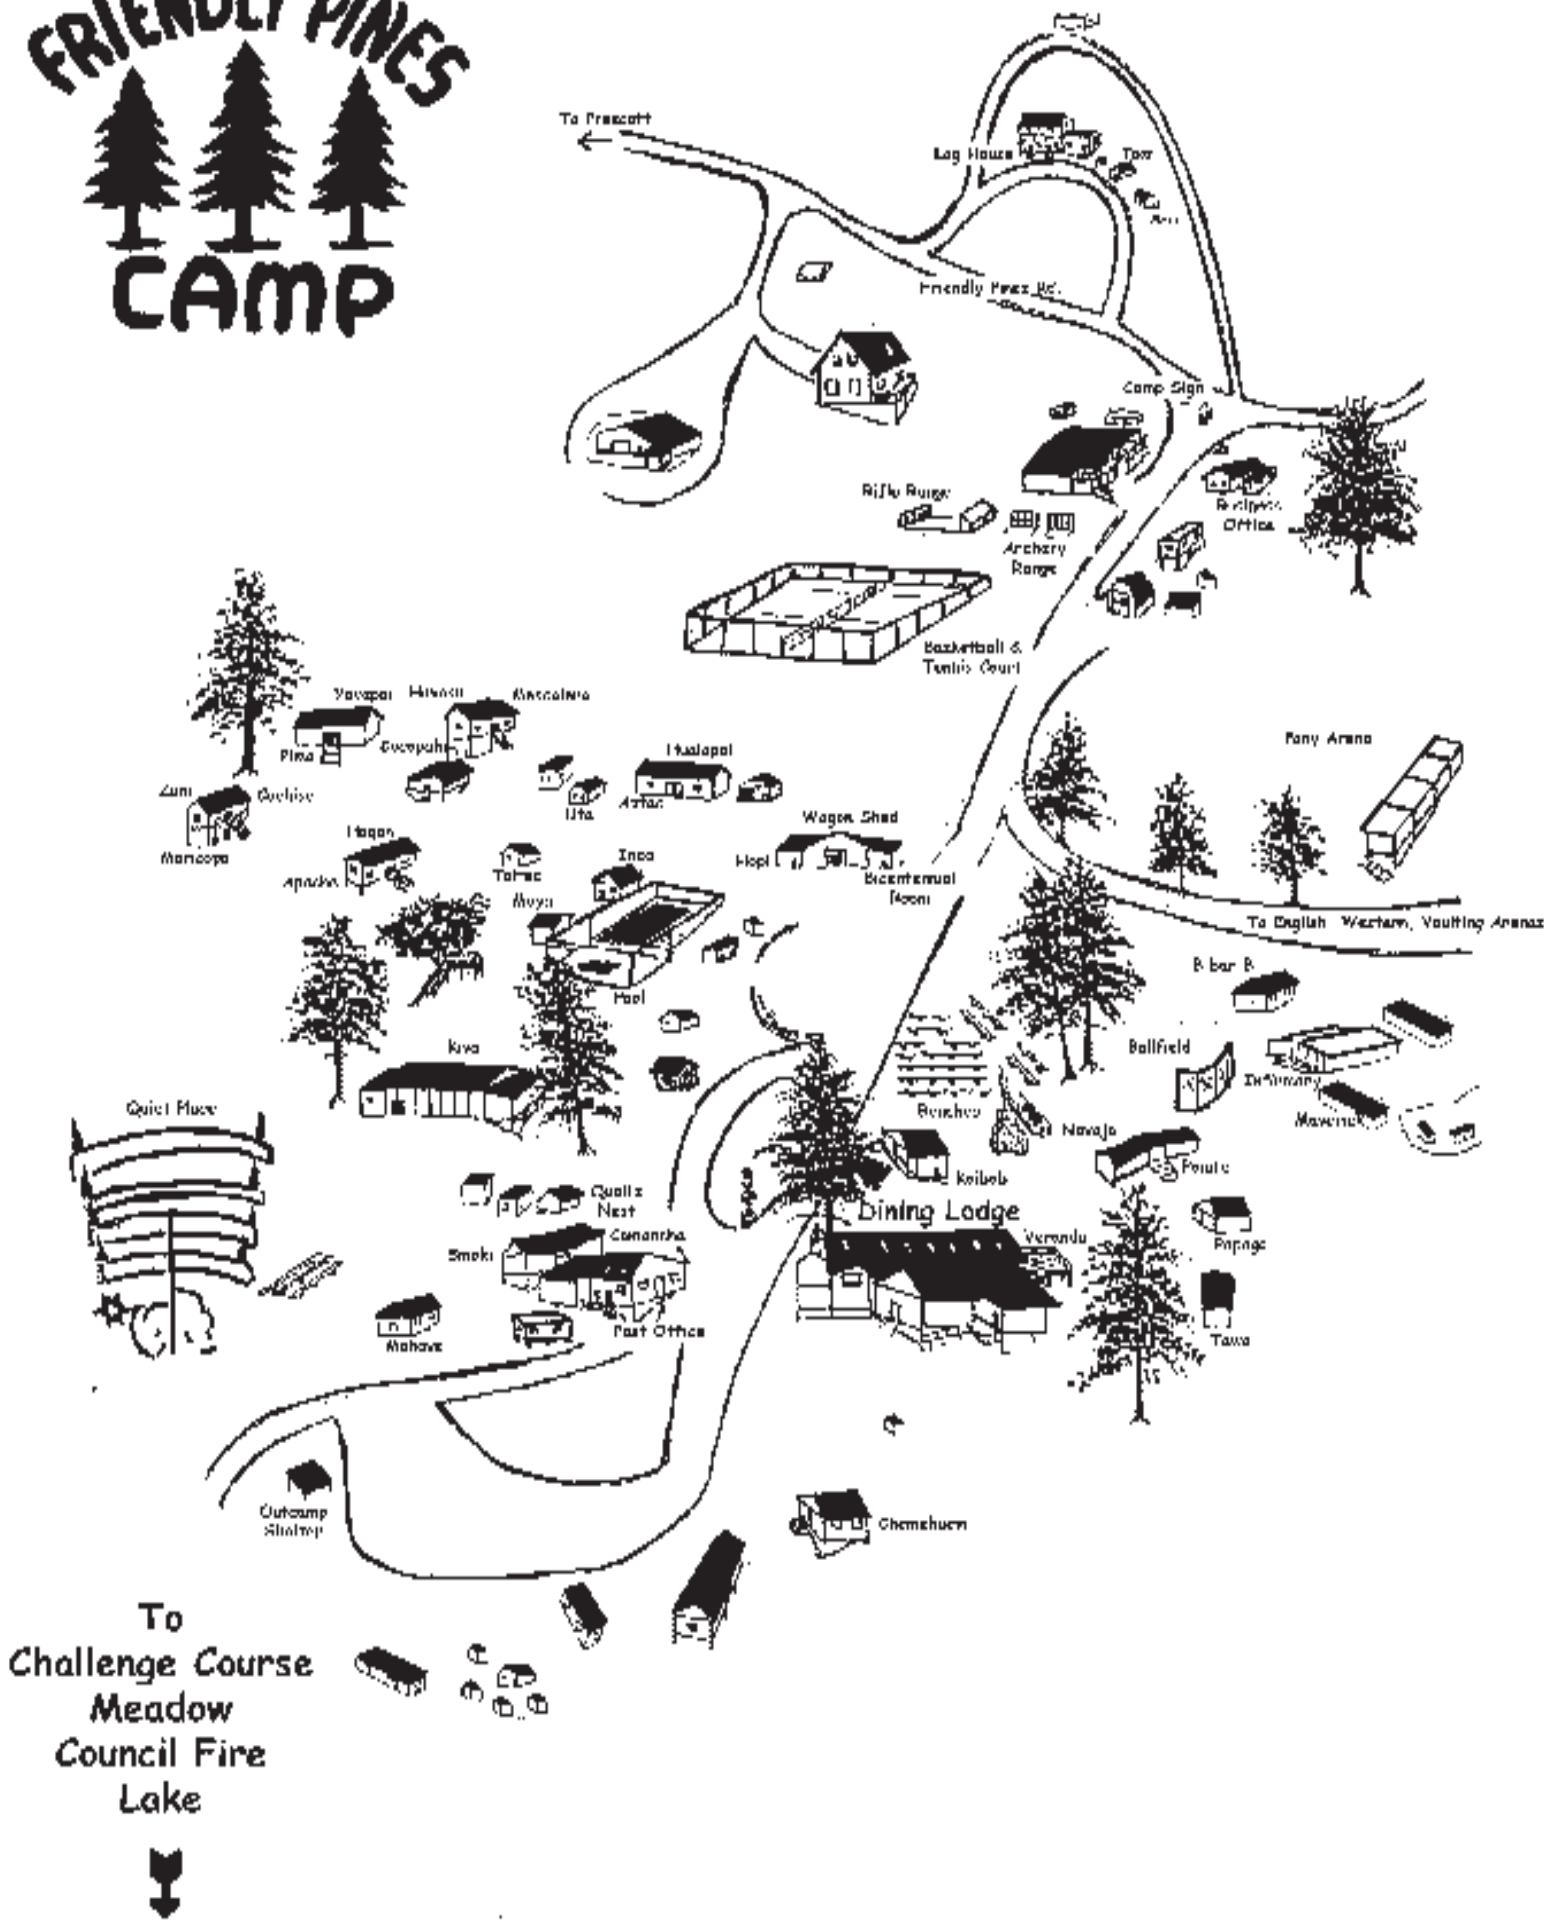 FRIENDLY PINES
CAMP
To Prescott
Log House
Friendly Pines Rd.
Camp Sign
Rifle Range
Business
Office
Archery
Range
Basketball &
Tennis Court
Yavapai
Havasu
Mescalero
Pima
Cocopah
Hualapai
Pony Arena
Zuni
Cochise
Ute
Aztec
Maricopa
Hogan
Apache
Toltec
Inca
Wagon Shed
Hopi
Bicentennial
Room
Maya
To English Western, Vaulting Arenas
Pool
B bar B
Kiva
Ballfield
Infirmary
Quiet Place
Benches
Maverick
Navajo
Kaibab
Paiute
Quail's
Nest
Dining Lodge
Smoki
Comanche
Veranda
Papago
Mohave
Post Office
Tawa
Outcamp
Shelter
Chemehuevi
To
Challenge Course
Meadow
Council Fire
Lake